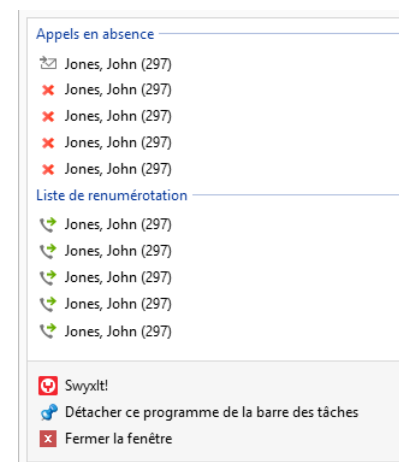 Appels en absence
Jones, John (297)
Jones, John (297)
Jones, John (297)
Jones, John (297)
Jones, John (297)
Liste de renumérotation
Jones, John (297)
Jones, John (297)
Jones, John (297)
Jones, John (297)
Jones, John (297)
SwyxIt!
Détacher ce programme de la barre des tâches
Fermer la fenêtre